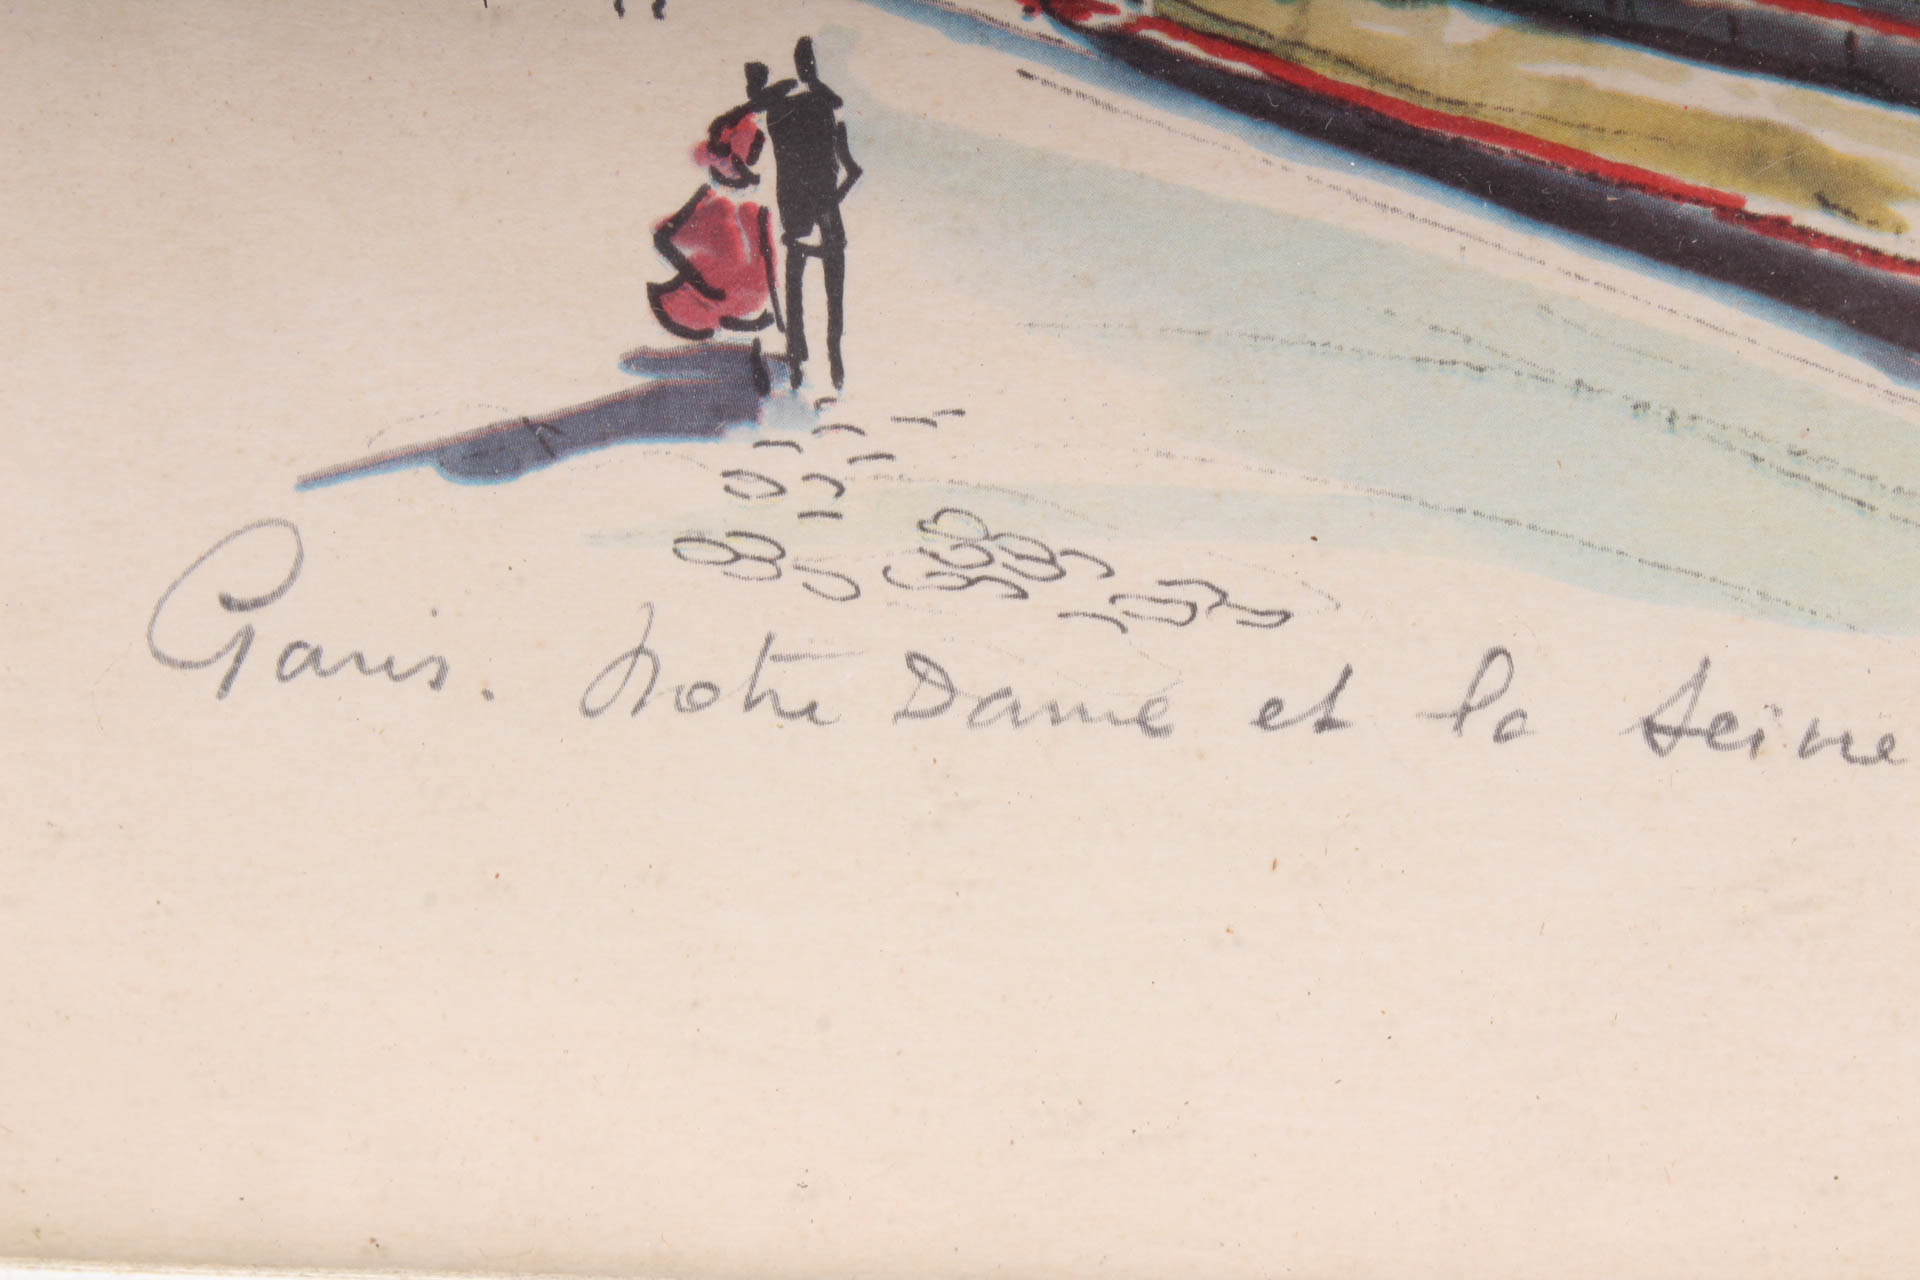 Paris. Notre Dame et la Seine